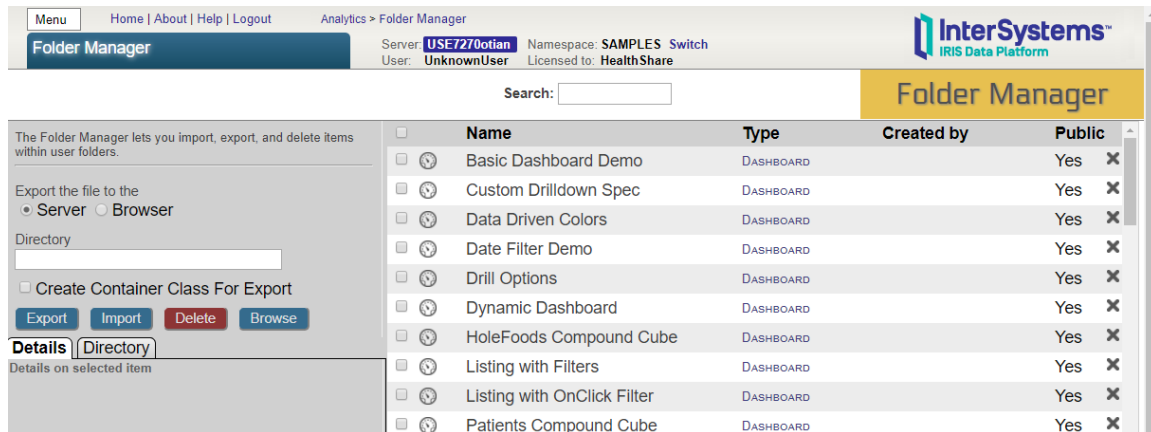 Menu Home | About | Help | Logout Analytics > Folder Manager
Folder Manager
Server: USE7270otian Namespace: SAMPLES Switch
User: UnknownUser Licensed to: HealthShare
InterSystems™
IRIS Data Platform
Search:
Folder Manager
The Folder Manager lets you import, export, and delete items
within user folders.
Export the file to the
Server Browser
Directory
Create Container Class For Export
Export Import Delete Browse
Details Directory
Details on selected item
Name Type Created by Public
Basic Dashboard Demo DASHBOARD Yes
Custom Drilldown Spec DASHBOARD Yes
Data Driven Colors DASHBOARD Yes
Date Filter Demo DASHBOARD Yes
Drill Options DASHBOARD Yes
Dynamic Dashboard DASHBOARD Yes
HoleFoods Compound Cube DASHBOARD Yes
Listing with Filters DASHBOARD Yes
Listing with OnClick Filter DASHBOARD Yes
Patients Compound Cube DASHBOARD Yes